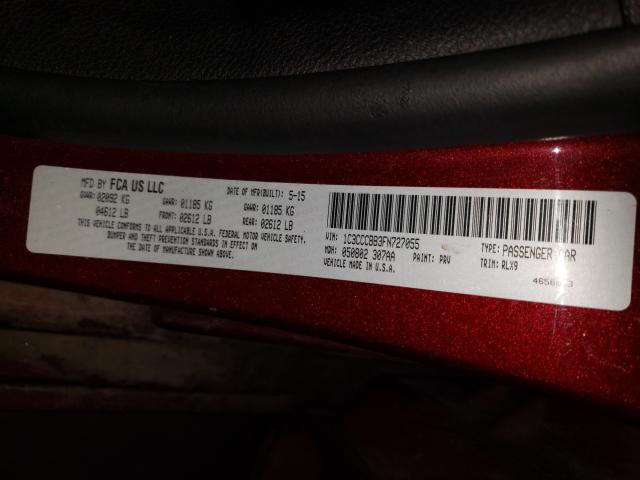 MFD BY FCA US LLC DATE OF MFR(BUILT): 5-15
GVWR: 02092 KG GAWR: 01185 KG GAWR: 01185 KG
04612 LB FRONT: 02612 LB REAR: 02612 LB
THIS VEHICLE CONFORMS TO ALL APPLICABLE FEDERAL MOTOR VEHICLE SAFETY,
BUMPER AND THEFT PREVENTION STANDARDS IN EFFECT ON
THE DATE OF MANUFACTURE SHOWN ABOVE.
VIN: 1C3CCCBB3FN727055 TYPE: PASSENGER CAR
MDH: 050802 307AA PAINT: PRV TRIM: RLX9
VEHICLE MADE IN U.S.A.